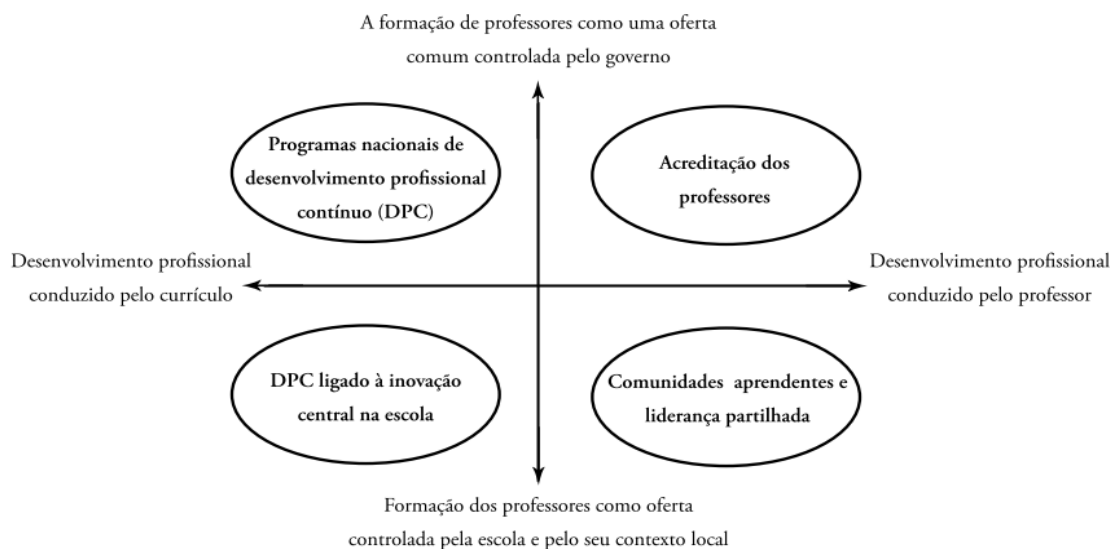 A formação de professores como uma oferta
comum controlada pelo governo
Programas nacionais de
desenvolvimento profissional
contínuo (DPC)
Acreditação dos
professores
Desenvolvimento profissional
conduzido pelo currículo
Desenvolvimento profissional
conduzido pelo professor
DPC ligado à inovação
central na escola
Comunidades aprendentes e
liderança partilhada
Formação dos professores como oferta
controlada pela escola e pelo seu contexto local